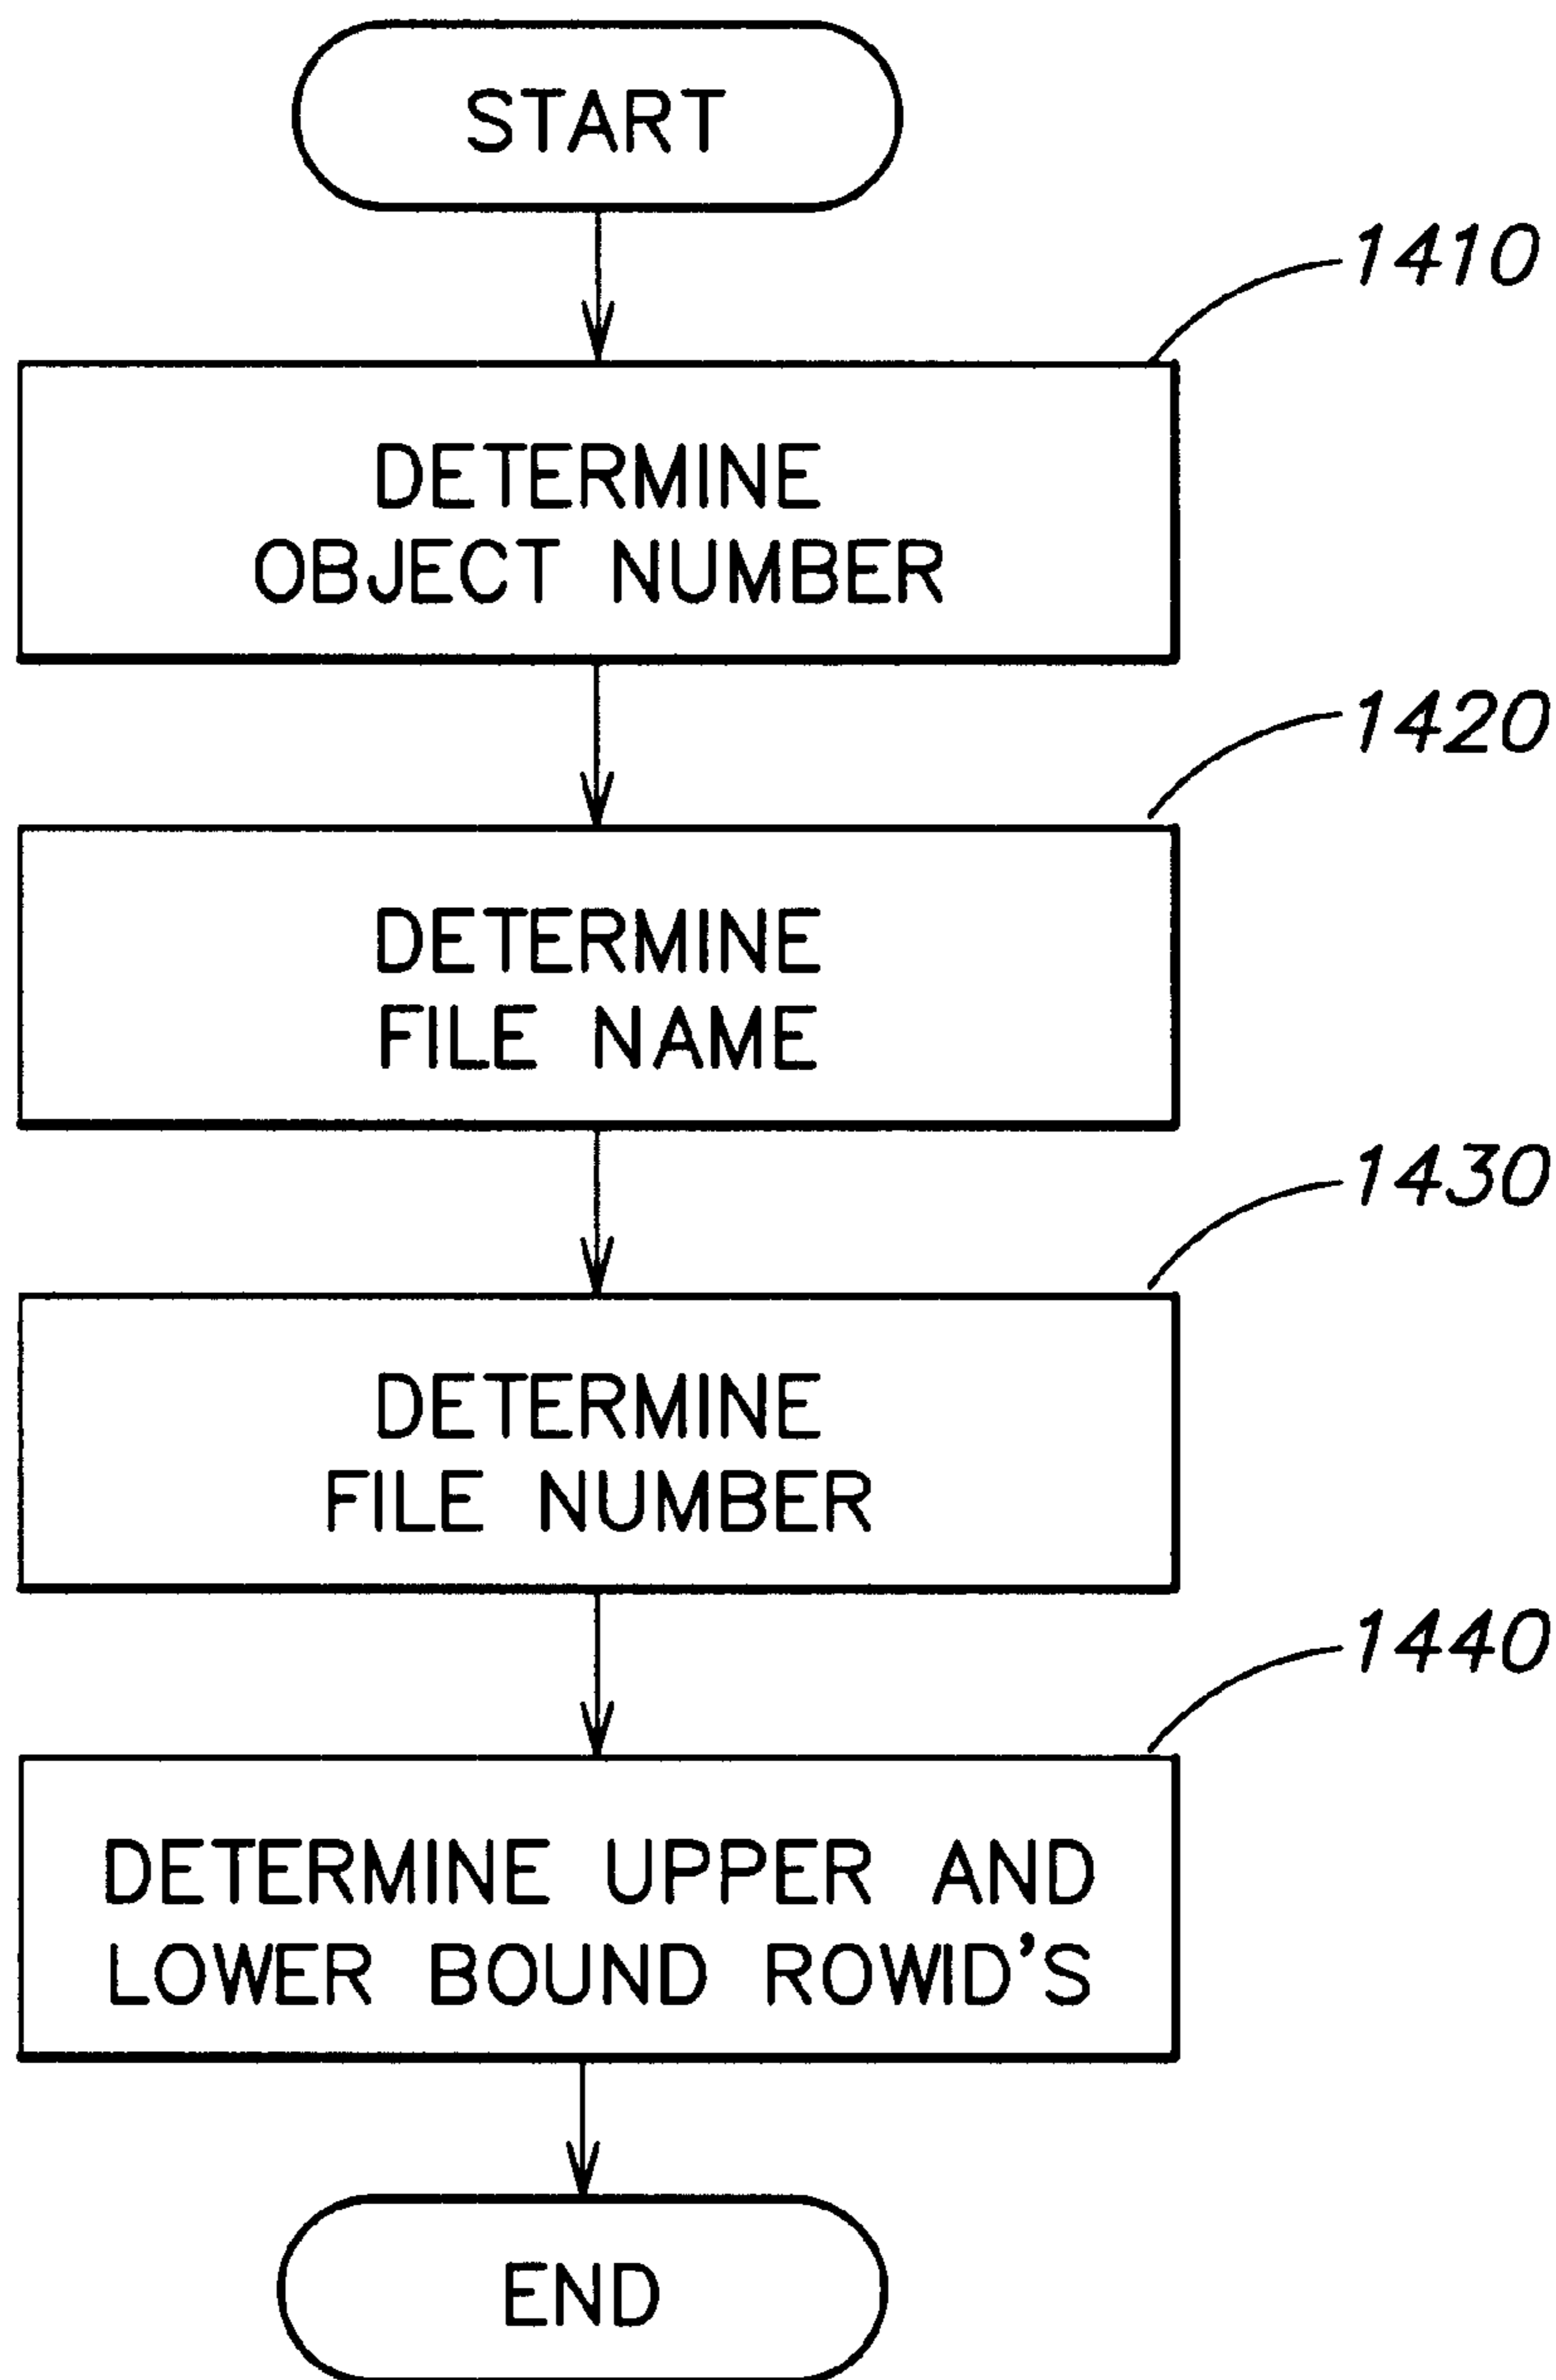 START
1410
DETERMINE
OBJECT NUMBER
1420
DETERMINE
FILE NAME
1430
DETERMINE
FILE NUMBER
1440
DETERMINE UPPER AND
LOWER BOUND ROWID'S
END